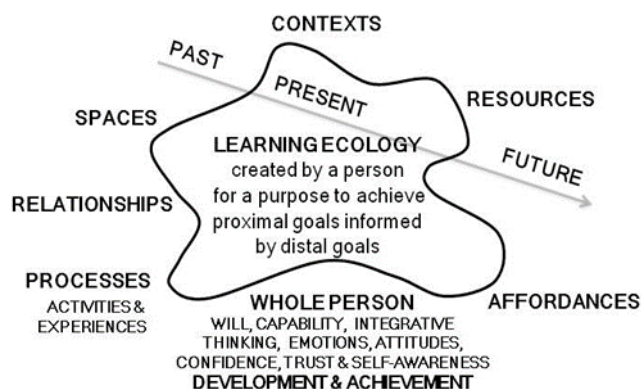 CONTEXTS
PAST
PRESENT
RESOURCES
SPACES
LEARNING ECOLOGY
created by a person
for a purpose to achieve
proximal goals informed
by distal goals
FUTURE
RELATIONSHIPS
PROCESSES
ACTIVITIES &
EXPERIENCES
WHOLE PERSON
WILL, CAPABILITY, INTEGRATIVE
THINKING, EMOTIONS, ATTITUDES,
CONFIDENCE, TRUST & SELF-AWARENESS
DEVELOPMENT & ACHIEVEMENT
AFFORDANCES